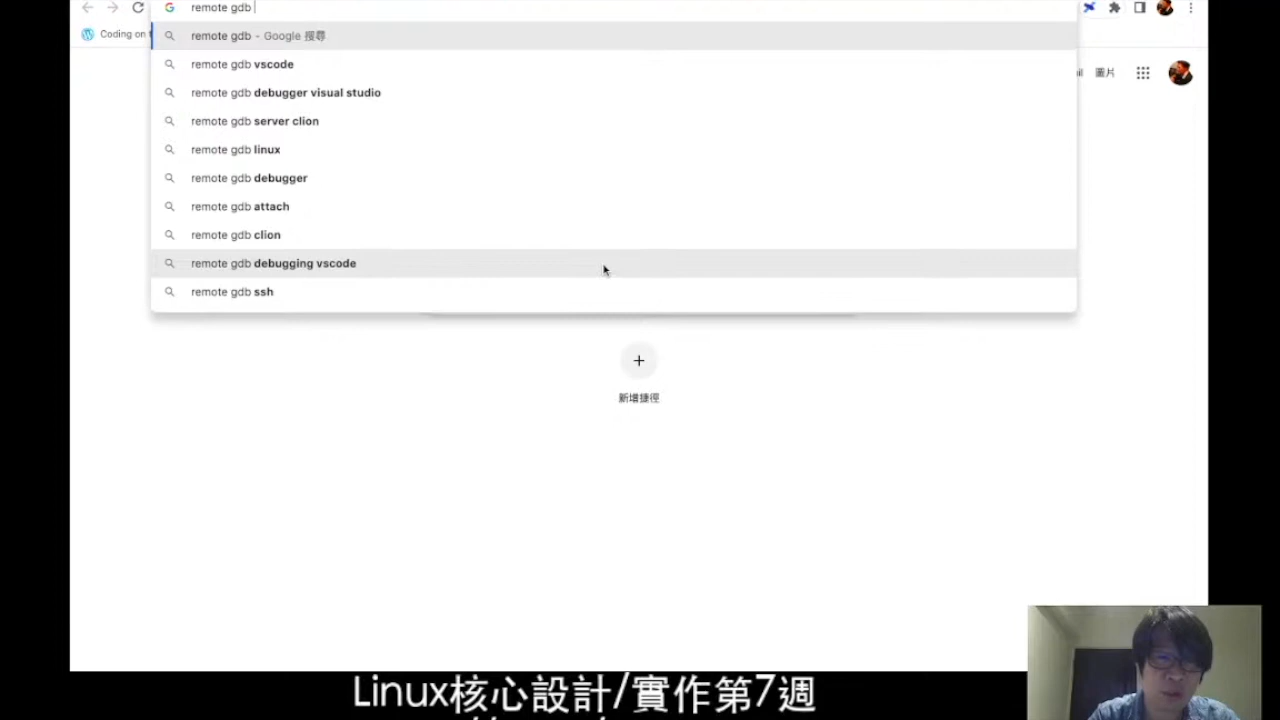 remote gdb
Coding on
remote gdb - Google 搜尋
remote gdb vscode
remote gdb debugger visual studio
remote gdb server clion
remote gdb linux
remote gdb debugger
remote gdb attach
remote gdb clion
remote gdb debugging vscode
remote gdb ssh
圖片
新增捷徑
Linux核心設計/實作第7週